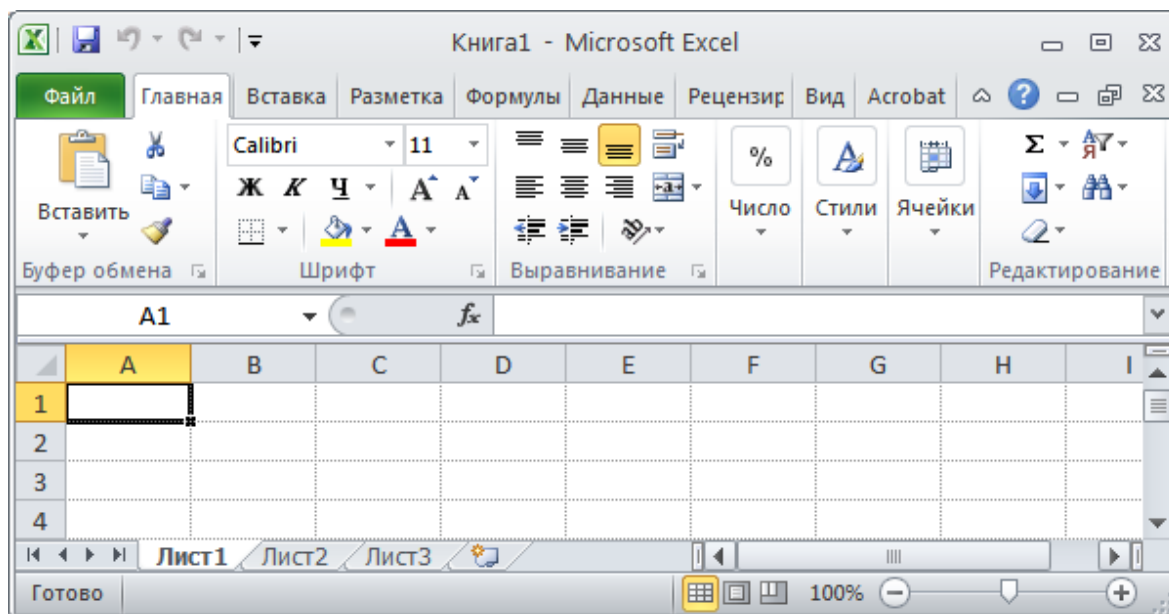 Книга1 - Microsoft Excel
Файл Главная Вставка Разметка Формулы Данные Рецензир Вид Acrobat
Вставить
Calibri 11
Ж К Ч
A A
A
%
Число
A
Стили
Ячейки
Σ АЯ
Буфер обмена Шрифт Выравнивание Редактирование
A1 fx
A B C D E F G H I
1
2
3
4
Лист1 Лист2 Лист3
Готово 100%